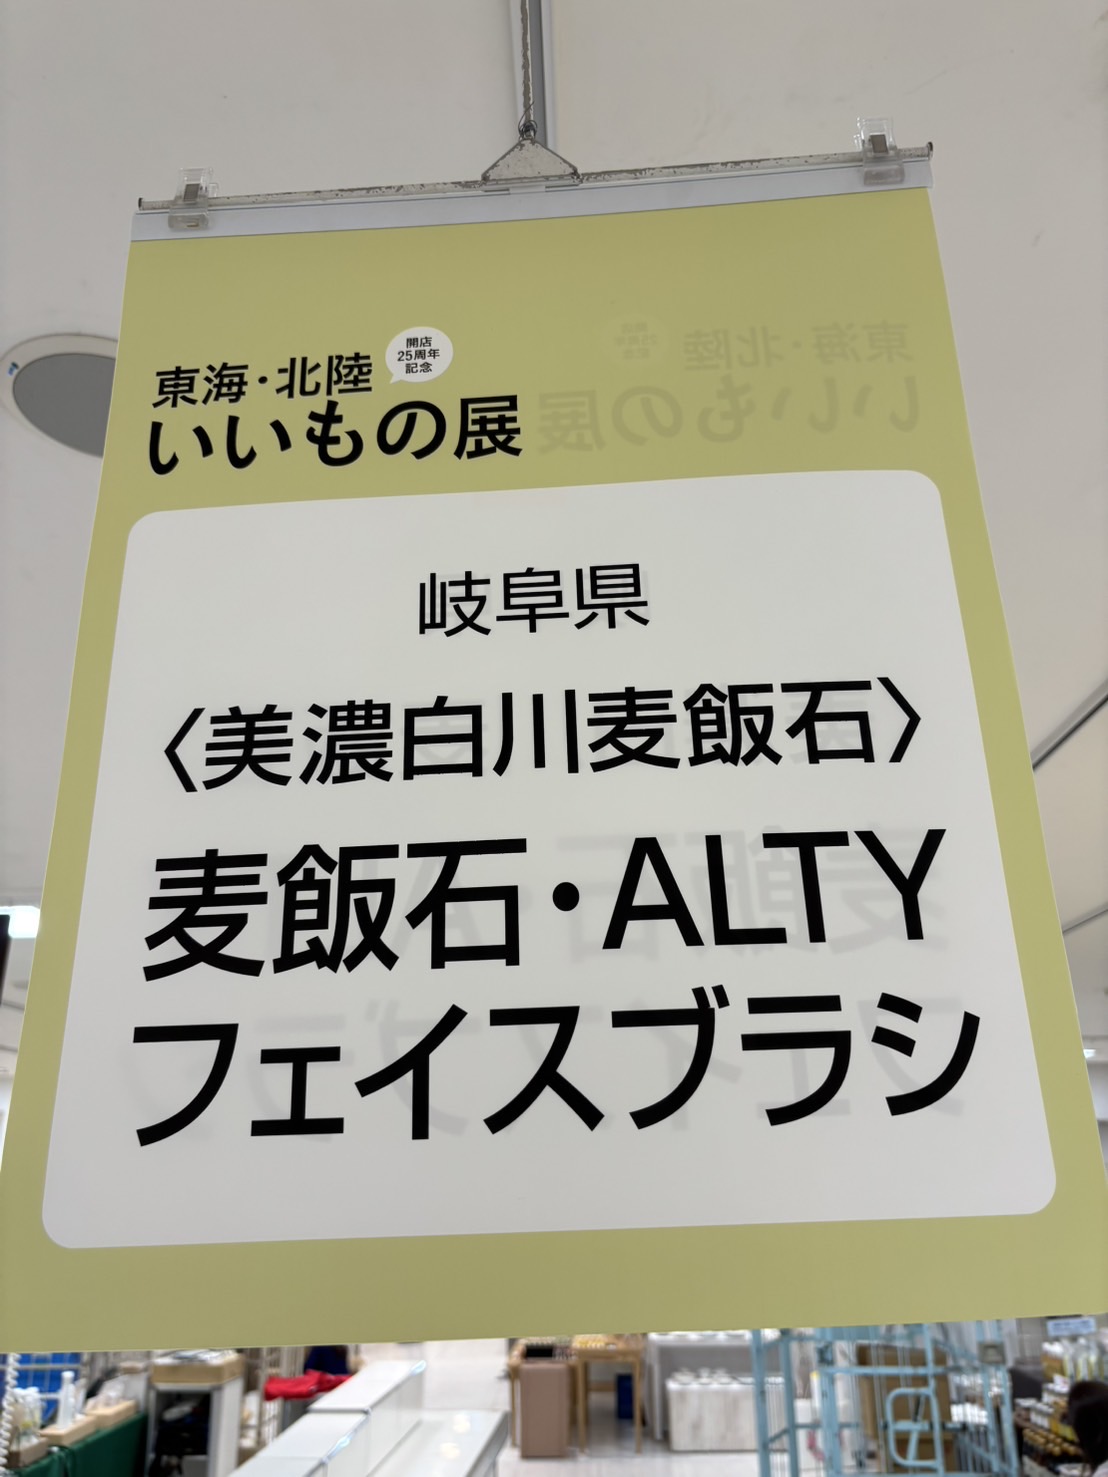 東海・北陸
開店
25周年
記念
いいもの展
岐阜県
〈美濃白川麦飯石〉
麦飯石・ALTY
フェイスブラシ